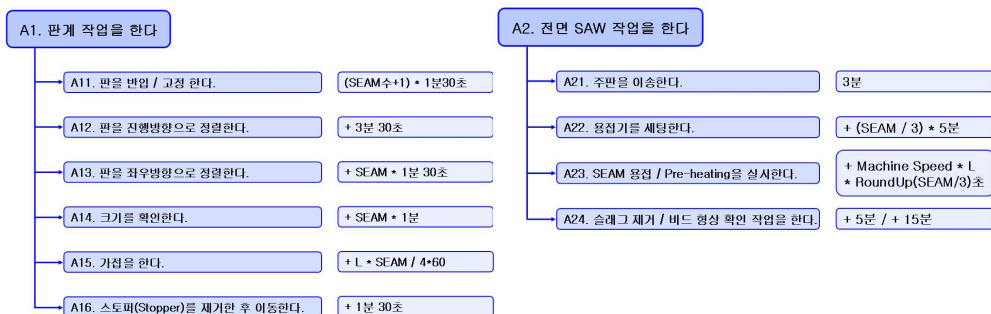 A1. 판계 작업을 한다
A11. 판을 반입 / 고정 한다.
(SEAM수+1) * 1분30초
A12. 판을 진행방향으로 정렬한다.
+ 3분 30초
A13. 판을 좌우방향으로 정렬한다.
+ SEAM * 1분 30초
A14. 크기를 확인한다.
+ SEAM * 1분
A15. 가접을 한다.
+ L * SEAM / 4*60
A16. 스토퍼(Stopper)를 제거한 후 이동한다.
+ 1분 30초
A2. 전면 SAW 작업을 한다
A21. 주판을 이송한다.
3분
A22. 용접기를 세팅한다.
+ (SEAM / 3) * 5분
A23. SEAM 용접 / Pre-heating을 실시한다.
+ Machine Speed * L
* RoundUp(SEAM/3)초
A24. 슬래그 제거 / 비드 형상 확인 작업을 한다.
+ 5분 / + 15분